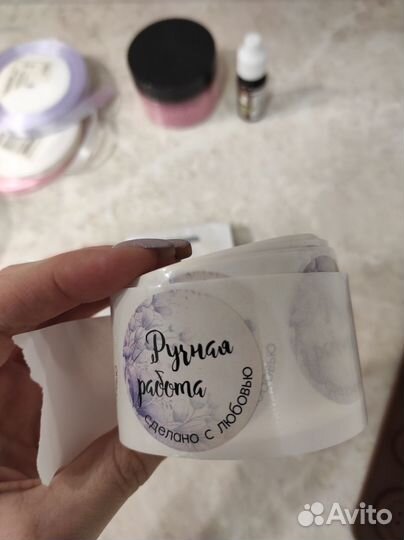 Ручная
работа
сделано с любовью
Avito